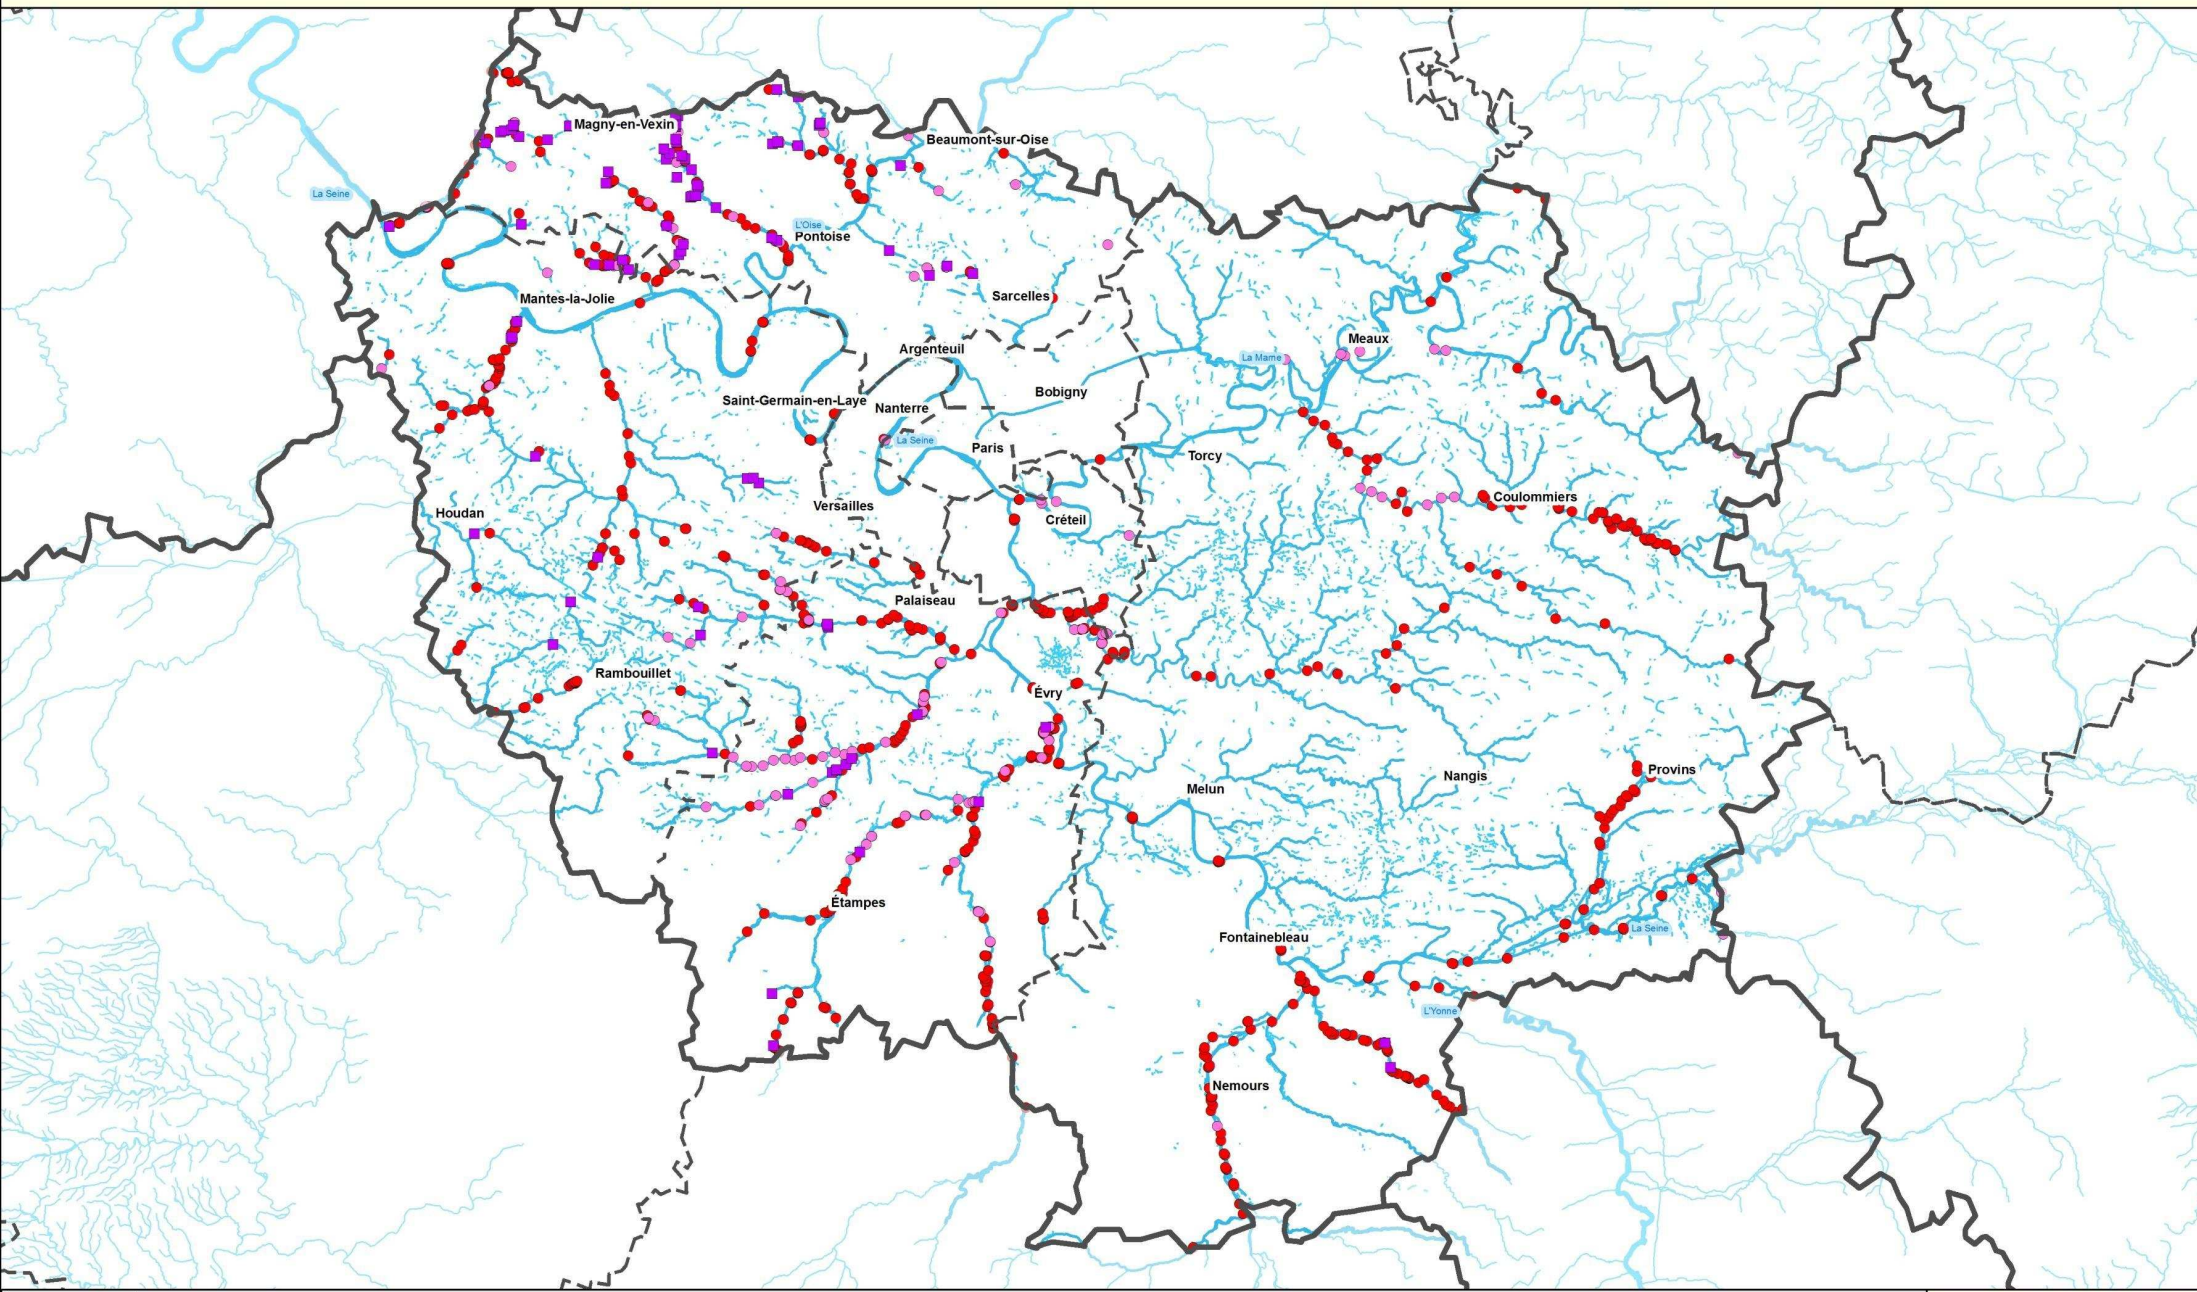 Magny-en-Vexin
Beaumont-sur-Oise
La Seine
L'Oise
Pontoise
Mantes-la-Jolie
Sarcelles
Argenteuil
La Marne
Meaux
Saint-Germain-en-Laye
Nanterre
Bobigny
La Seine
Paris
Torcy
Houdan
Versailles
Créteil
Coulommiers
Palaiseau
Rambouillet
Évry
Melun
Nangis
Provins
Étampes
Fontainebleau
La Seine
L'Yonne
Nemours